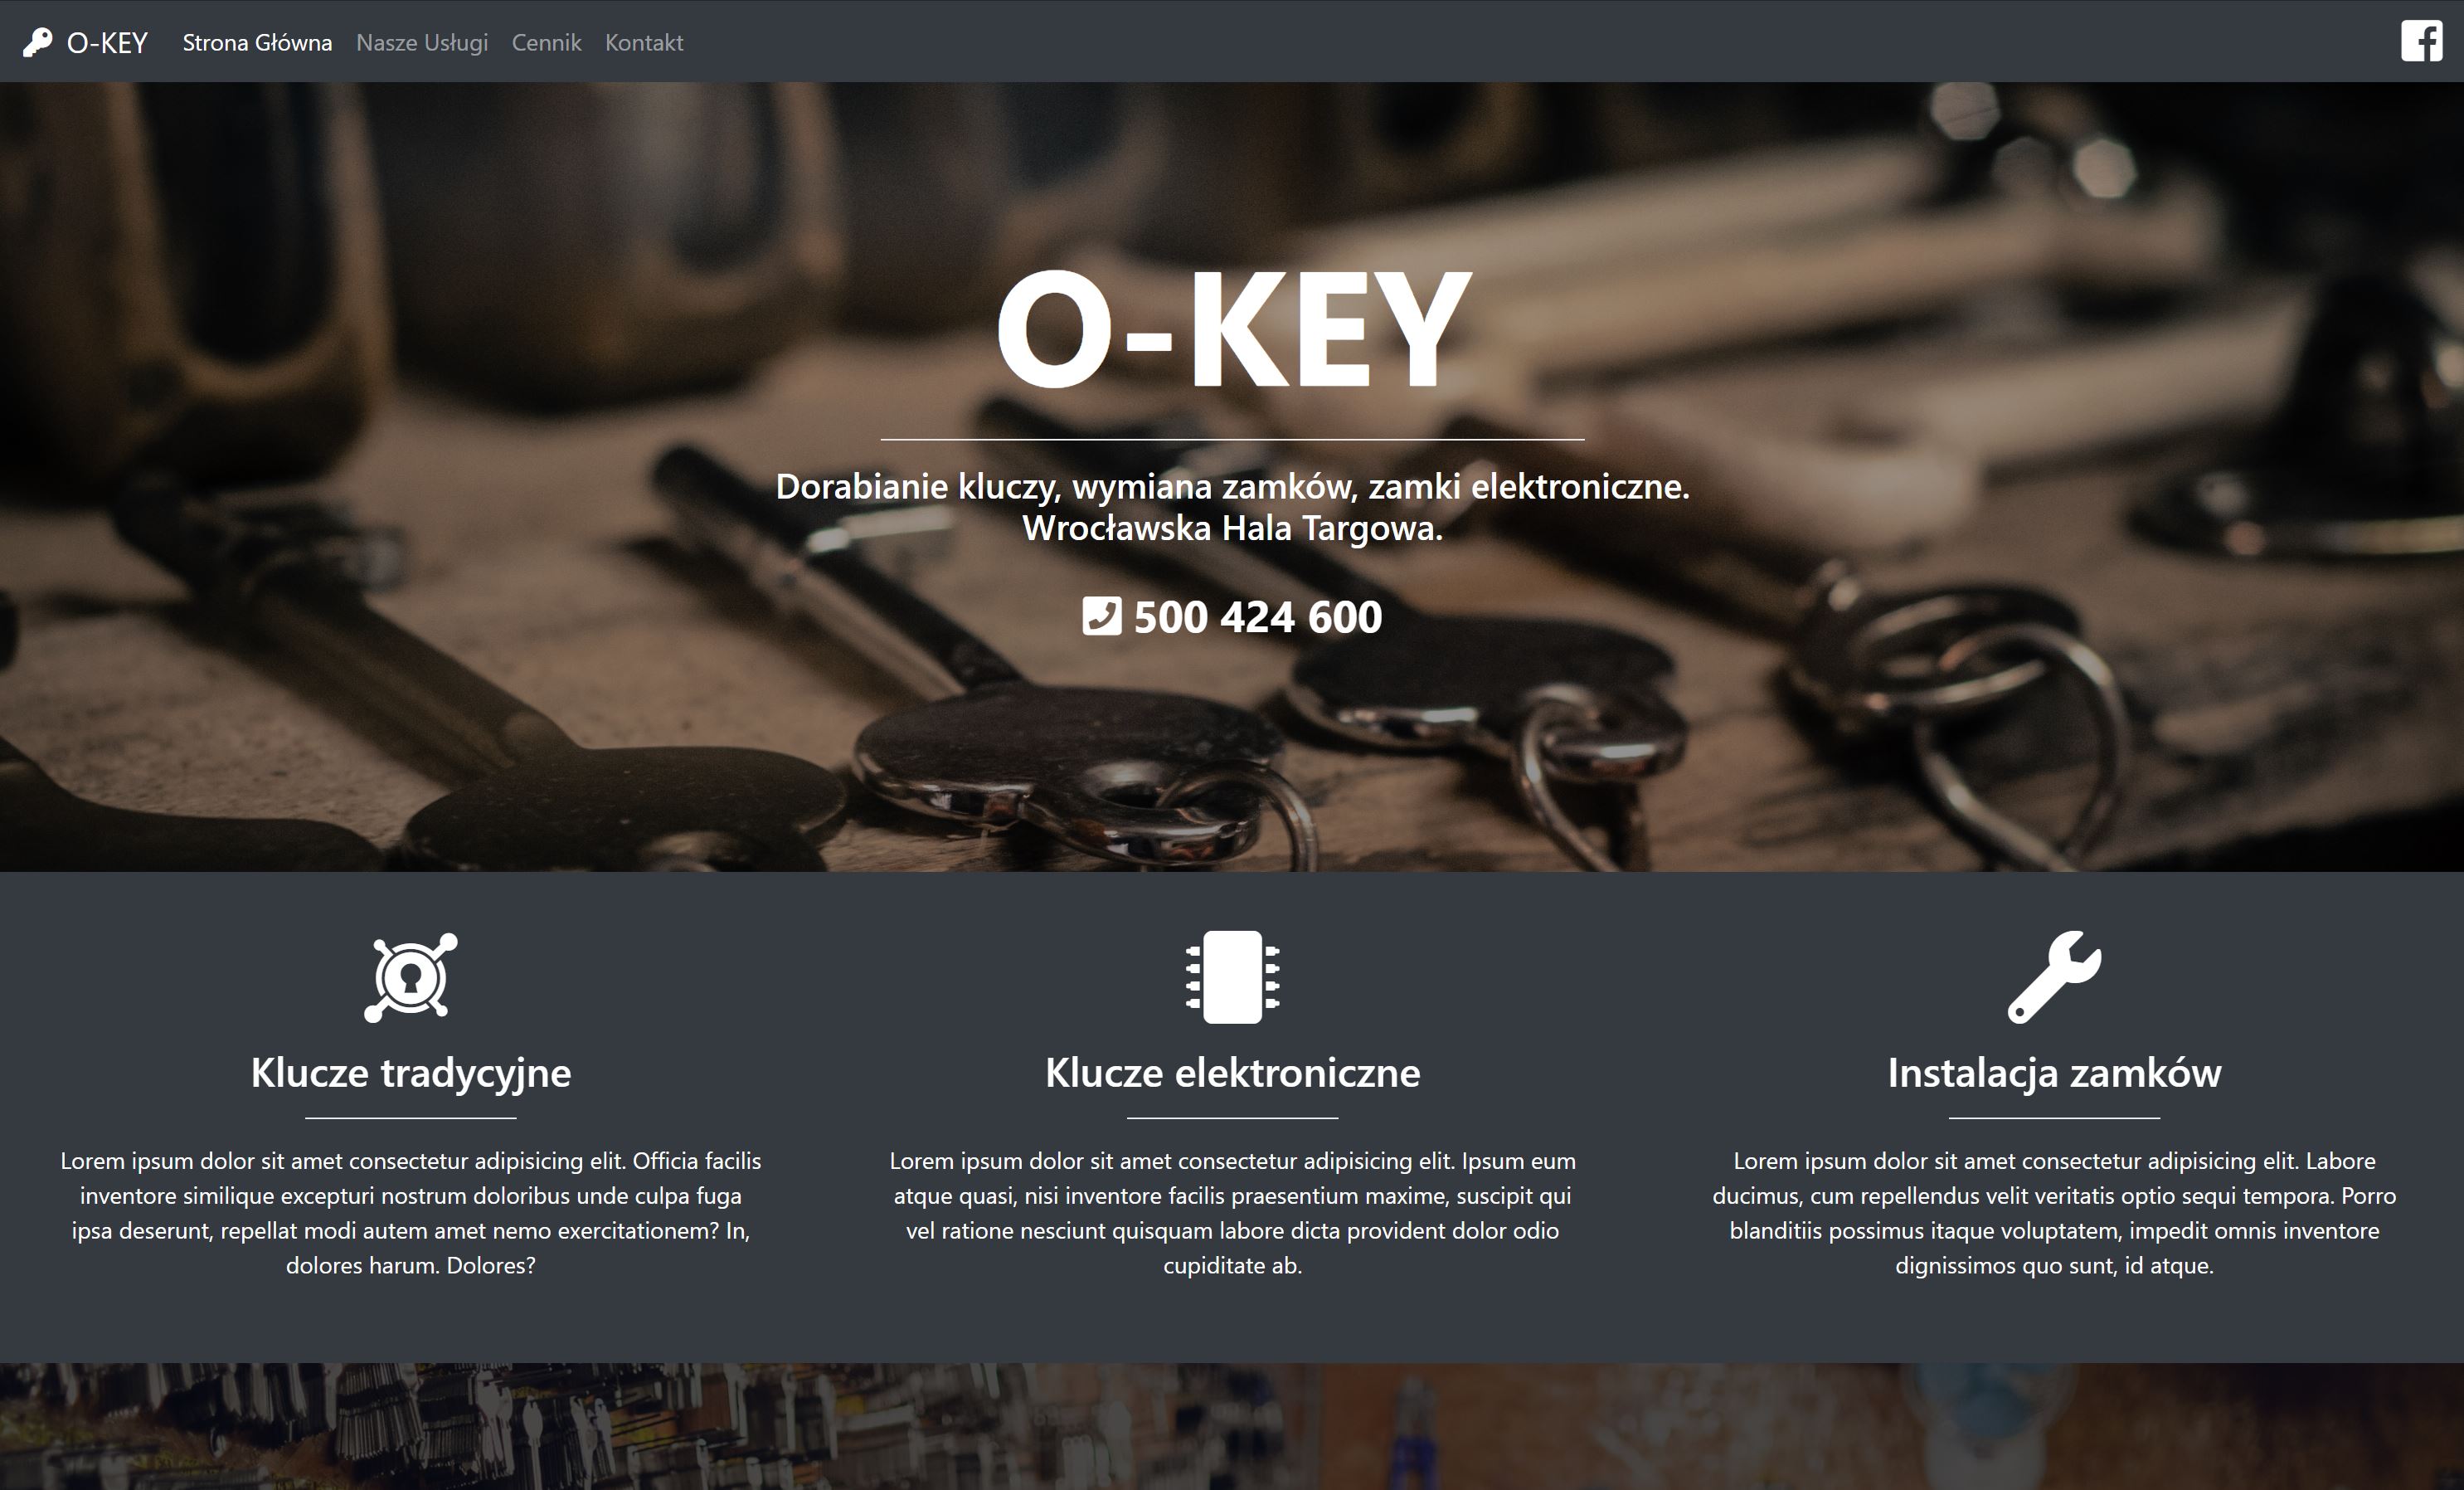 O-KEY Strona Główna Nasze Usługi Cennik Kontakt
O-KEY
Dorabianie kluczy, wymiana zamków, zamki elektroniczne.
Wrocławska Hala Targowa.
500 424 600
Klucze tradycyjne
Lorem ipsum dolor sit amet consectetur adipisicing elit. Officia facilis
inventore similique excepturi nostrum doloribus unde culpa fuga
ipsa deserunt, repellat modi autem amet nemo exercitationem? In,
dolores harum. Dolores?
Klucze elektroniczne
Lorem ipsum dolor sit amet consectetur adipisicing elit. Ipsum eum
atque quasi, nisi inventore facilis praesentium maxime, suscipit qui
vel ratione nesciunt quisquam labore dicta provident dolor odio
cupiditate ab.
Instalacja zamków
Lorem ipsum dolor sit amet consectetur adipisicing elit. Labore
ducimus, cum repellendus velit veritatis optio sequi tempora. Porro
blanditiis possimus itaque voluptatem, impedit omnis inventore
dignissimos quo sunt, id atque.